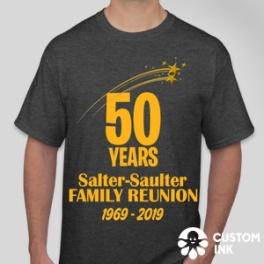 50
YEARS
Salter-Saulter
FAMILY REUNION
1969 - 2019
CUSTOM
INK